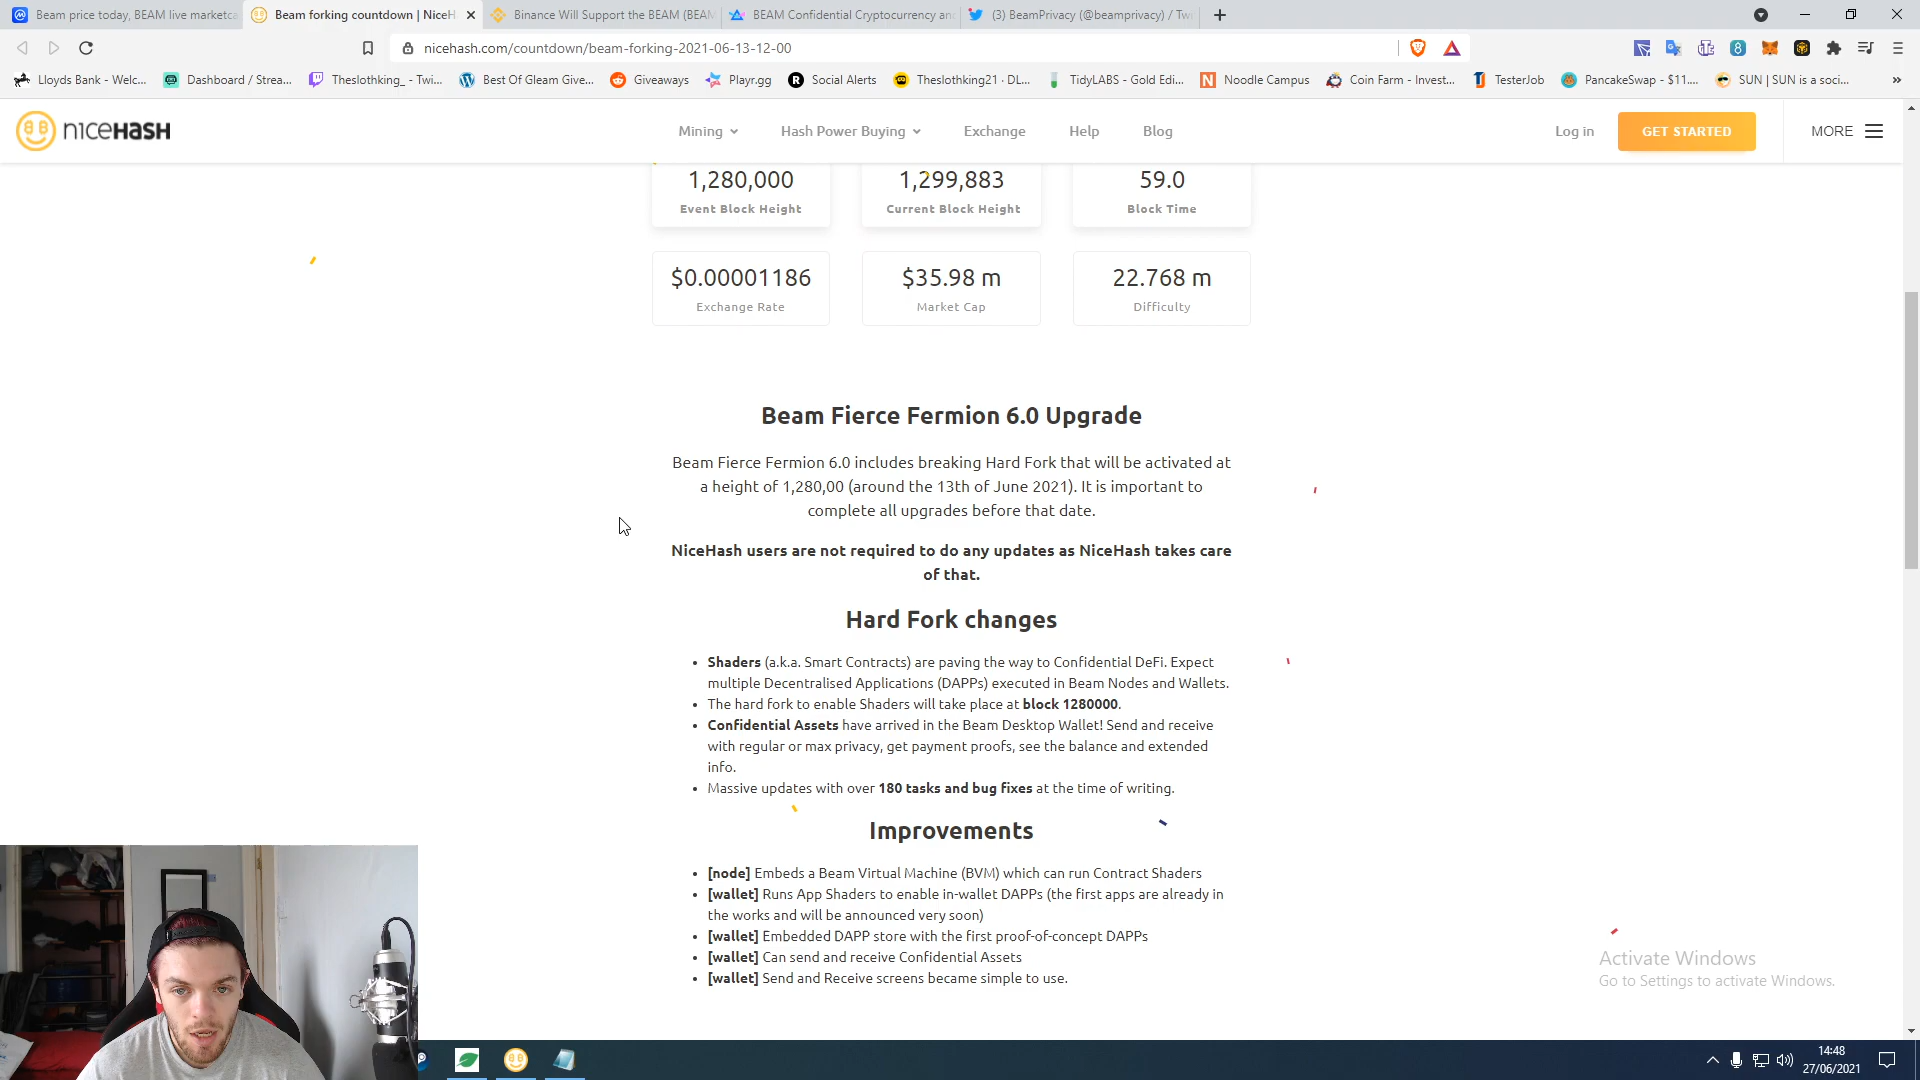 Beam price today, BEAM live marketca
Beam forking countdown | NiceH
Binance Will Support the BEAM (BEAM
BEAM Confidential Cryptocurrency an
(3) BeamPrivacy (@beamprivacy) / Tw
nicehash.com/countdown/beam-forking-2021-06-13-12-00
Lloyds Bank - Welc...
Dashboard / Strea...
Theslothking_ - Twi...
Best Of Gleam Give...
Giveaways
Playr.gg
Social Alerts
Theslothking21 · DL...
TidyLABS - Gold Edi...
Noodle Campus
Coin Farm - Invest...
TesterJob
PancakeSwap - $11....
SUN | SUN is a soci...
»
niceHASH
Mining
Hash Power Buying
Exchange
Help
Blog
Log in
GET STARTED
MORE
1,280,000
Event Block Height
1,299,883
Current Block Height
59.0
Block Time
$0.00001186
Exchange Rate
$35.98 m
Market Cap
22.768 m
Difficulty
Beam Fierce Fermion 6.0 Upgrade
Beam Fierce Fermion 6.0 includes breaking Hard Fork that will be activated at
a height of 1,280,00 (around the 13th of June 2021). It is important to
complete all upgrades before that date.
NiceHash users are not required to do any updates as NiceHash takes care
of that.
Hard Fork changes
• Shaders (a.k.a. Smart Contracts) are paving the way to Confidential DeFi. Expect
multiple Decentralised Applications (DAPPs) executed in Beam Nodes and Wallets.
• The hard fork to enable Shaders will take place at block 1280000.
• Confidential Assets have arrived in the Beam Desktop Wallet! Send and receive
with regular or max privacy, get payment proofs, see the balance and extended
info.
• Massive updates with over 180 tasks and bug fixes at the time of writing.
Improvements
• [node] Embeds a Beam Virtual Machine (BVM) which can run Contract Shaders
• [wallet] Runs App Shaders to enable in-wallet DAPPs (the first apps are already in
the works and will be announced very soon)
• [wallet] Embedded DAPP store with the first proof-of-concept DAPPs
• [wallet] Can send and receive Confidential Assets
• [wallet] Send and Receive screens became simple to use.
Activate Windows
Go to Settings to activate Windows.
14:48
27/06/2021